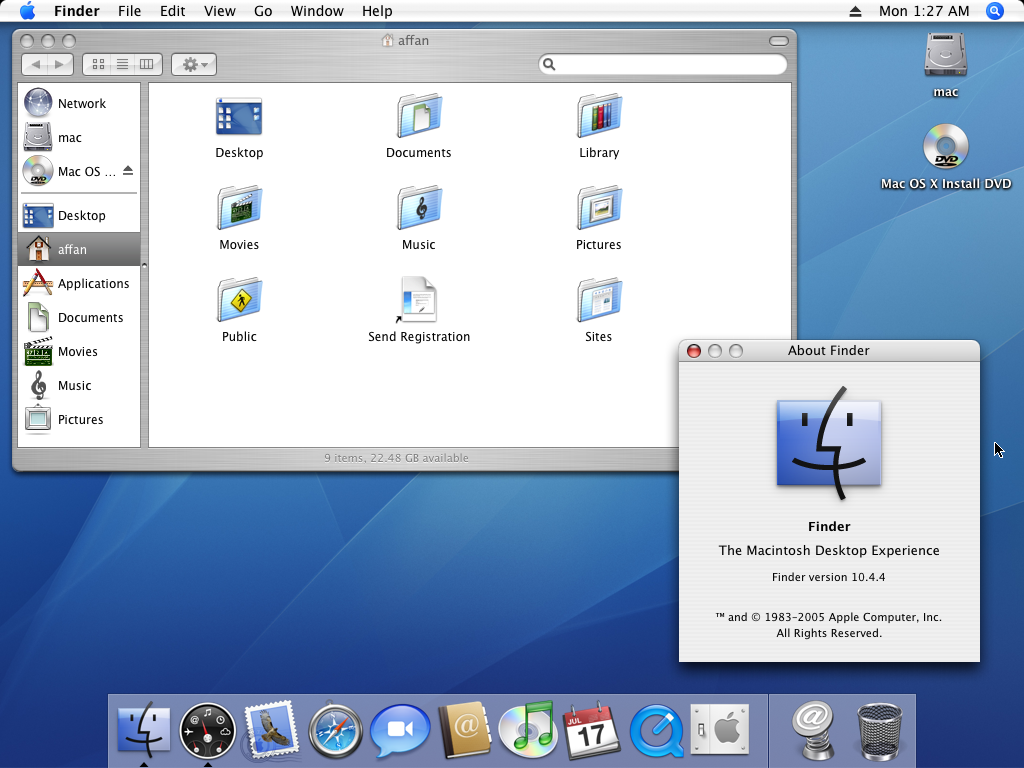 Finder File Edit View Go Window Help Mon 1:27 AM
affan
Network
mac
Mac OS ...
Desktop
affan
Applications
Documents
Movies
Music
Pictures
Desktop Documents Library
Movies Music Pictures
Public Send Registration Sites
9 items, 22.48 GB available
mac
DVD
Mac OS X Install DVD
About Finder
Finder
The Macintosh Desktop Experience
Finder version 10.4.4
™ and © 1983-2005 Apple Computer, Inc.
All Rights Reserved.
JUL
17